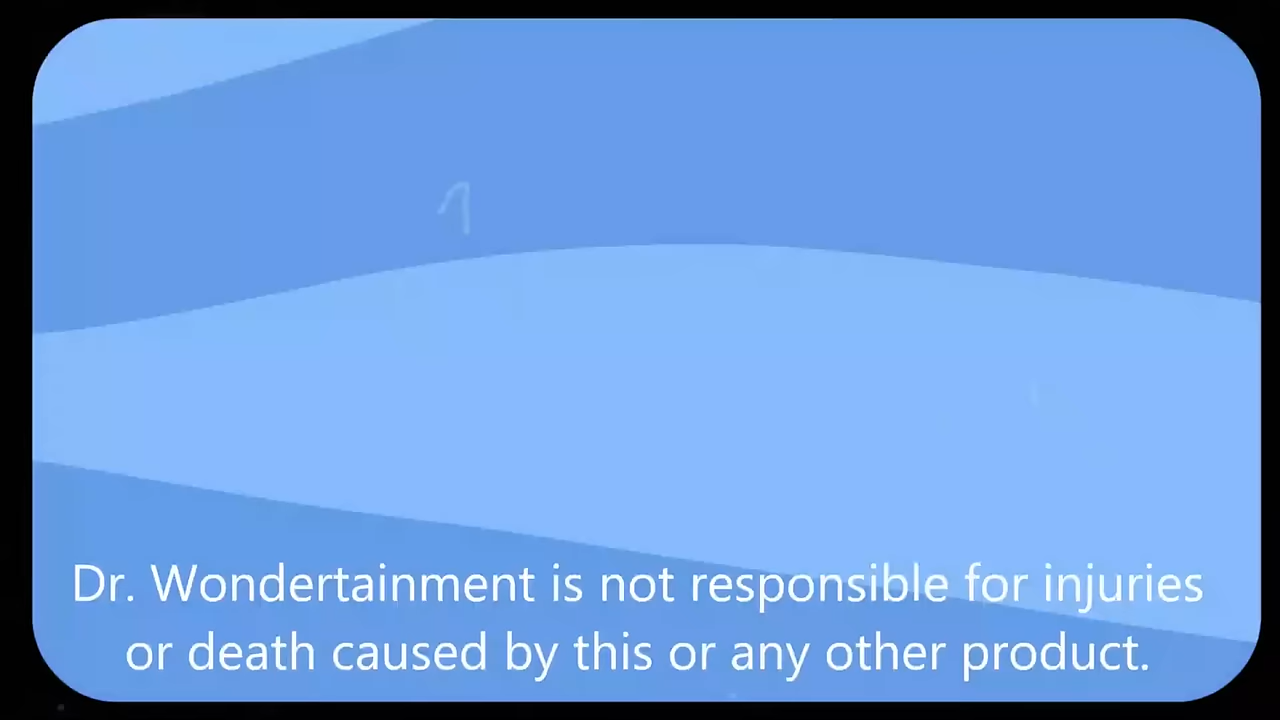 Dr. Wondertainment is not responsible for injuries
or death caused by this or any other product.